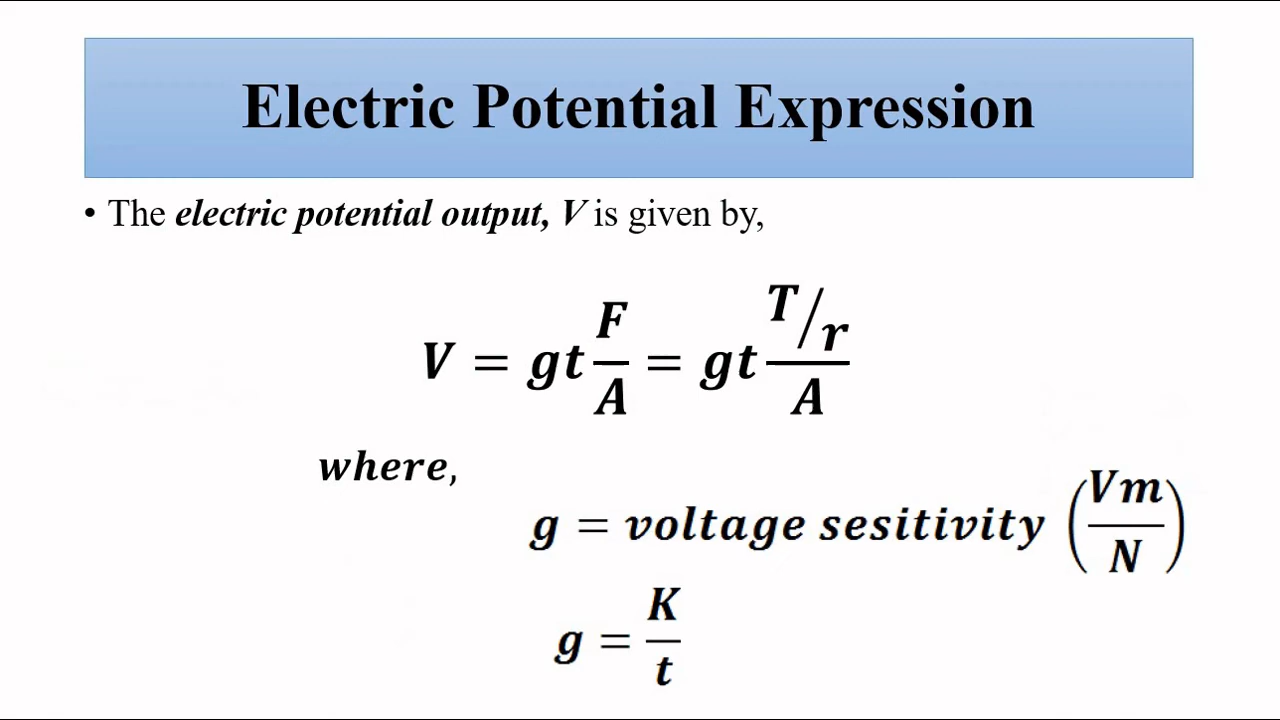 Electric Potential Expression
• The electric potential output, V is given by,
V = gt F/A = gt (T/r)/A
where,
g = voltage sesitivity (Vm/N)
g = K/t